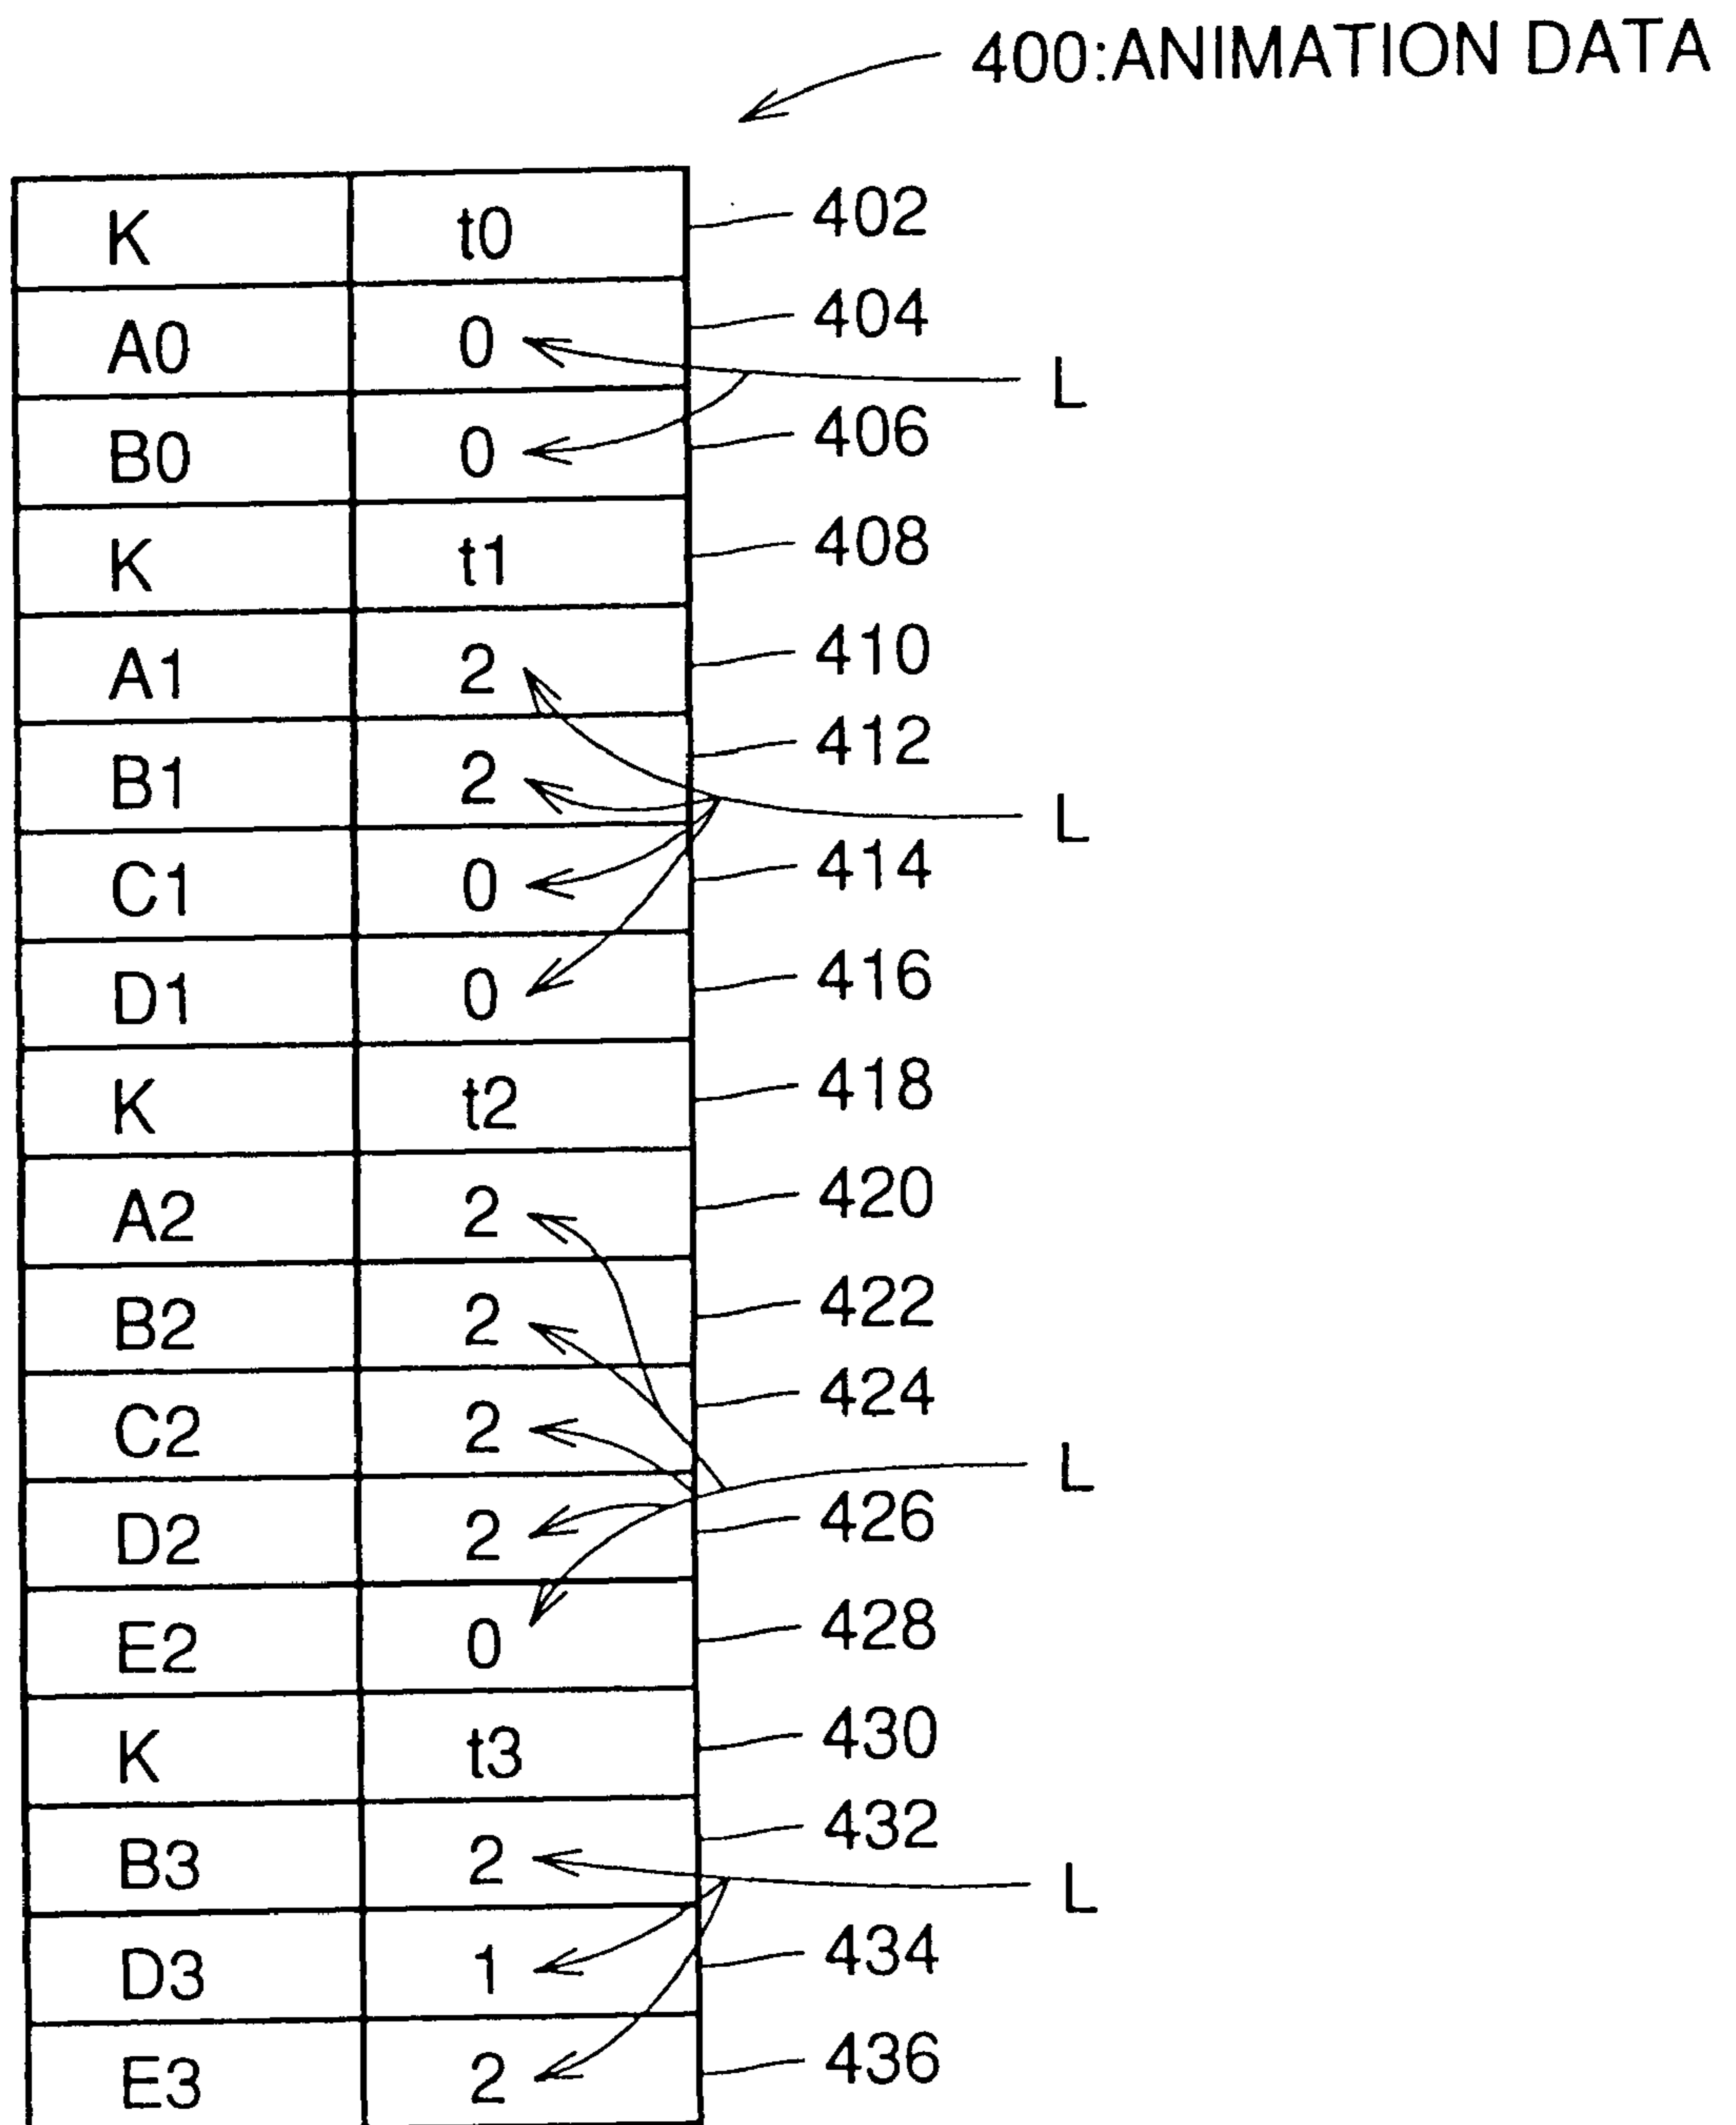 400:ANIMATION DATA
K t0 402
A0 0 404
L
B0 0 406
K t1 408
A1 2 410
B1 2 412
L
C1 0 414
D1 0 416
K t2 418
A2 2 420
B2 2 422
C2 2 424
L
D2 2 426
E2 0 428
K t3 430
B3 2 432
L
D3 1 434
E3 2 436